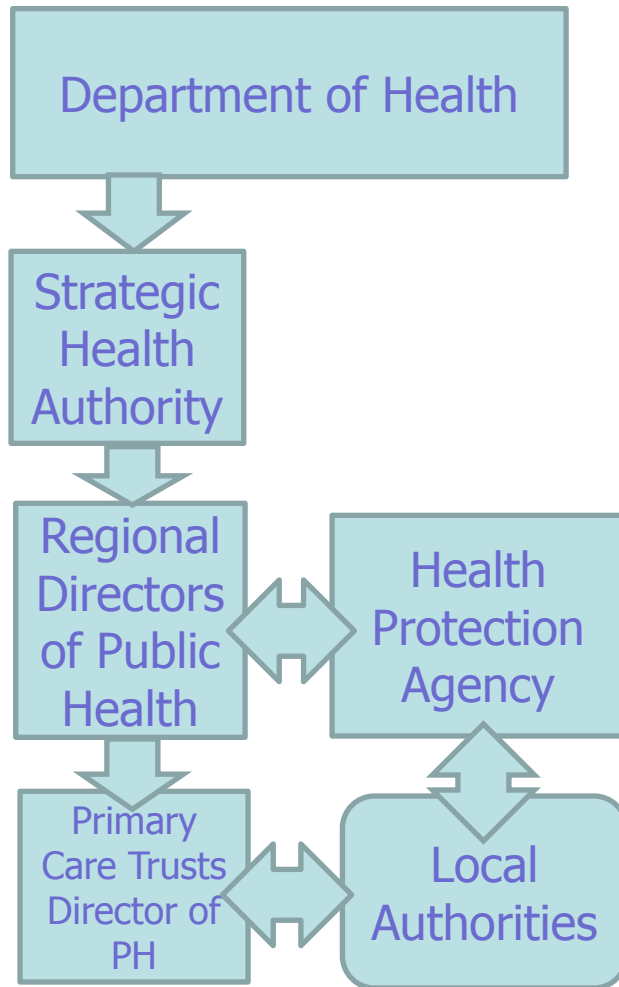 Department of Health
Strategic
Health
Authority
Regional
Directors
of Public
Health
Health
Protection
Agency
Primary
Care Trusts
Director of
PH
Local
Authorities